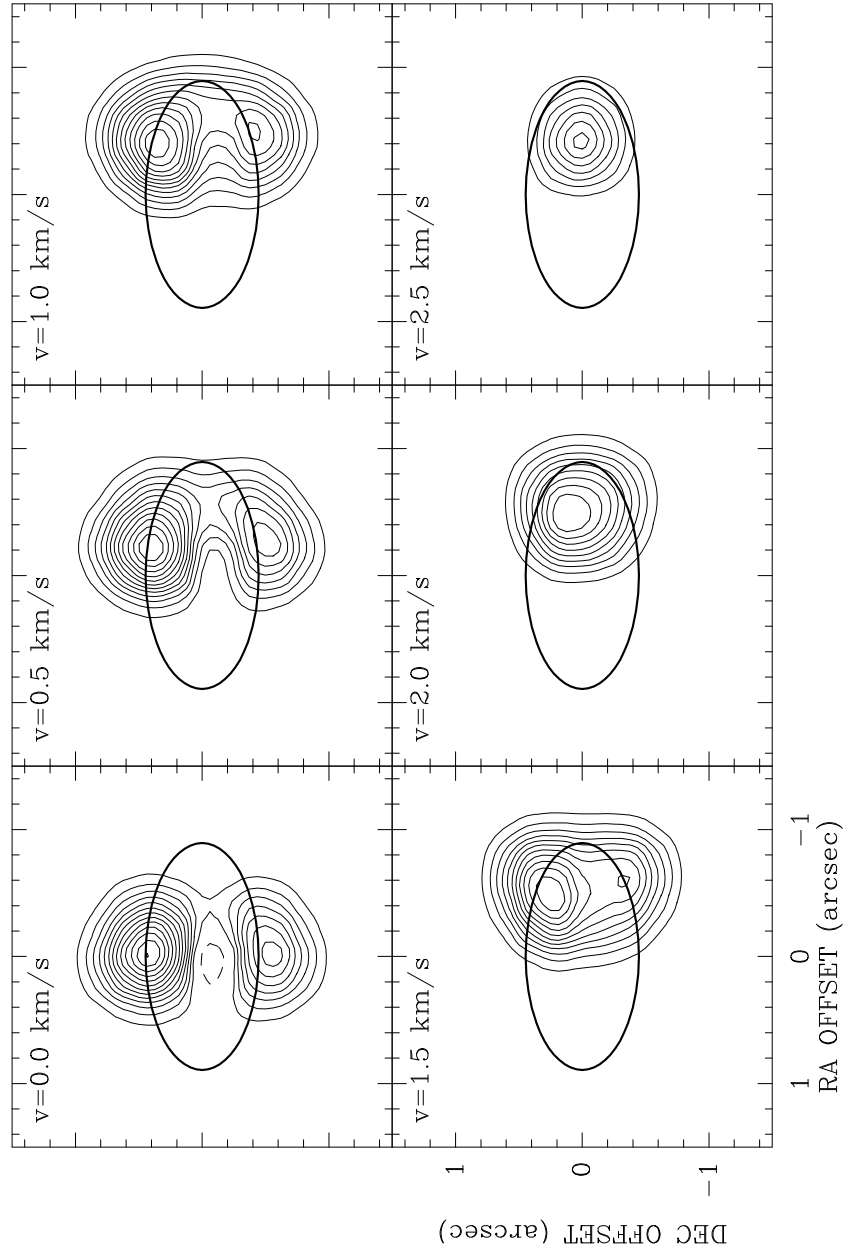 v=0.0 km/s
v=0.5 km/s
v=1.0 km/s
v=1.5 km/s
v=2.0 km/s
v=2.5 km/s
1
0
−1
DEC OFFSET (arcsec)
1
0
−1
RA OFFSET (arcsec)